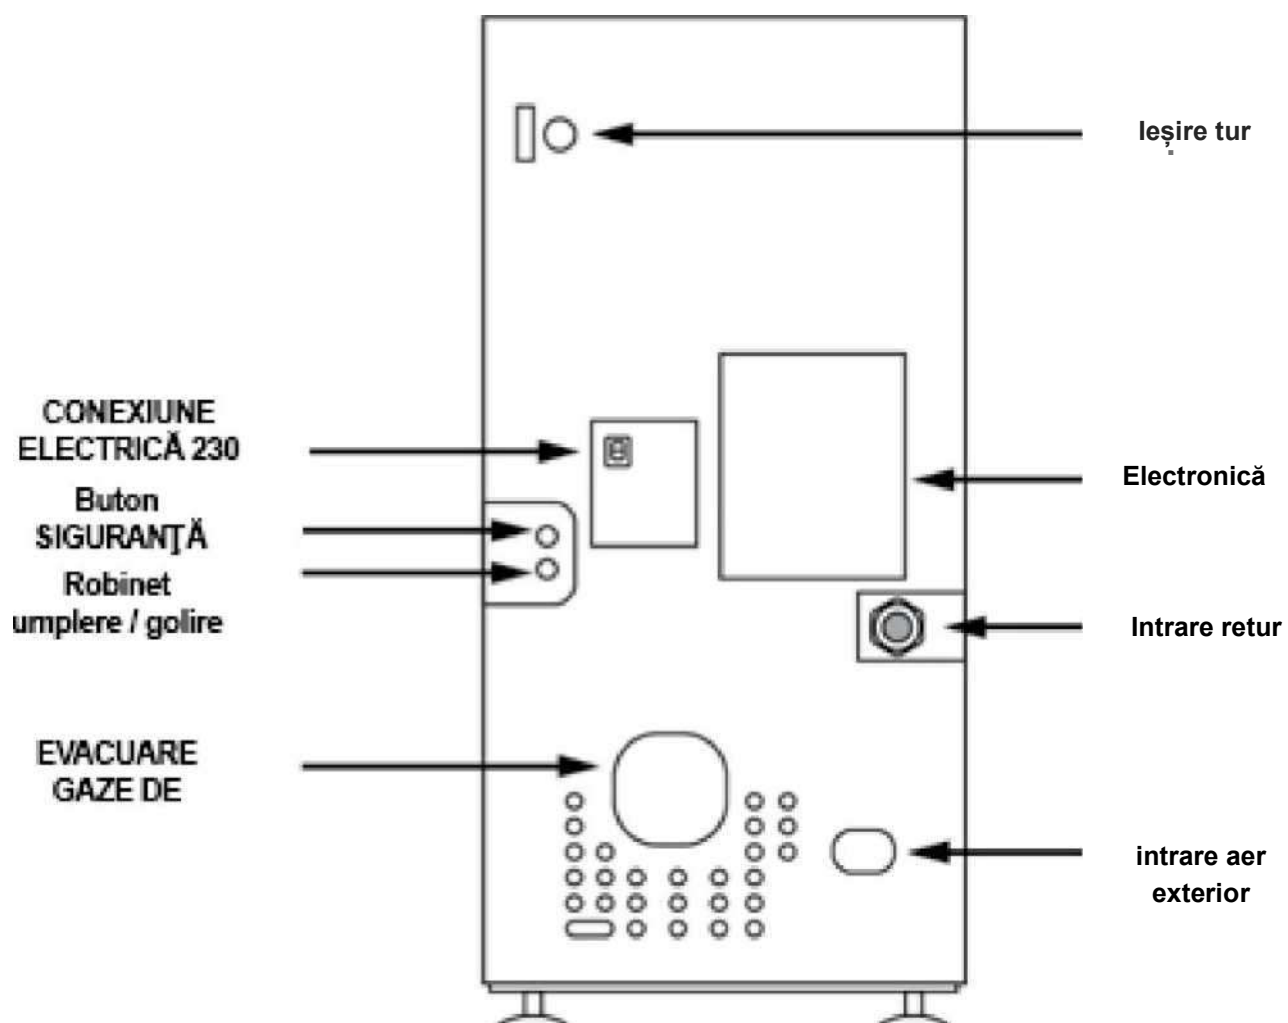 Ieșire tur
CONEXIUNE
ELECTRICĂ 230
Buton
SIGURANŢĂ
Robinet
umplere / golire
EVACUARE
GAZE DE
Electronică
Intrare retur
intrare aer
exterior